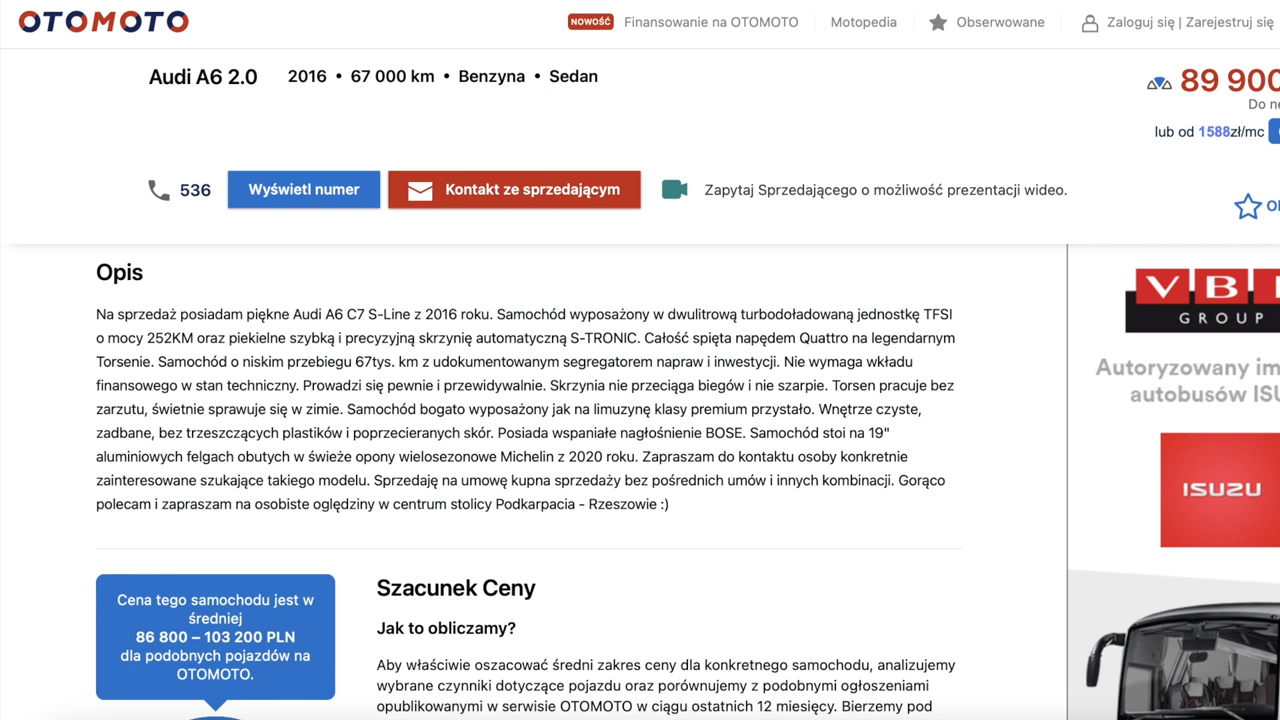 OTOMOTO
NOWOŚĆ Finansowanie na OTOMOTO Motopedia Obserwowane Zaloguj się | Zarejestruj się
Audi A6 2.0 2016 • 67 000 km • Benzyna • Sedan
89 900
Do
lub od 1588zł/mc
536 Wyświetl numer Kontakt ze sprzedającym Zapytaj Sprzedającego o możliwość prezentacji wideo.
Opis
Na sprzedaż posiadam piękne Audi A6 C7 S-Line z 2016 roku. Samochód wyposażony w dwulitrową turbodoładowaną jednostkę TFSI
o mocy 252KM oraz piekielne szybką i precyzyjną skrzynię automatyczną S-TRONIC. Całość spięta napędem Quattro na legendarnym
Torsenie. Samochód o niskim przebiegu 67tys. km z udokumentowanym segregatorem napraw i inwestycji. Nie wymaga wkładu
finansowego w stan techniczny. Prowadzi się pewnie i przewidywalnie. Skrzynia nie przeciąga biegów i nie szarpie. Torsen pracuje bez
zarzutu, świetnie sprawuje się w zimie. Samochód bogato wyposażony jak na limuzynę klasy premium przystało. Wnętrze czyste,
zadbane, bez trzeszczących plastików i poprzecieranych skór. Posiada wspaniałe nagłośnienie BOSE. Samochód stoi na 19"
aluminiowych felgach obutych w świeże opony wielosezonowe Michelin z 2020 roku. Zapraszam do kontaktu osoby konkretnie
zainteresowane szukające takiego modelu. Sprzedaję na umowę kupna sprzedaży bez pośrednich umów i innych kombinacji. Gorąco
polecam i zapraszam na osobiste oględziny w centrum stolicy Podkarpacia - Rzeszowie :)
VB
GROUP
Autoryzowany
autobusów
ISUZU
Cena tego samochodu jest w
średniej
86 800 – 103 200 PLN
dla podobnych pojazdów na
OTOMOTO.
Szacunek Ceny
Jak to obliczamy?
Aby właściwie oszacować średni zakres ceny dla konkretnego samochodu, analizujemy
wybrane czynniki dotyczące pojazdu oraz porównujemy z podobnymi ogłoszeniami
opublikowanymi w serwisie OTOMOTO w ciągu ostatnich 12 miesięcy. Bierzemy pod